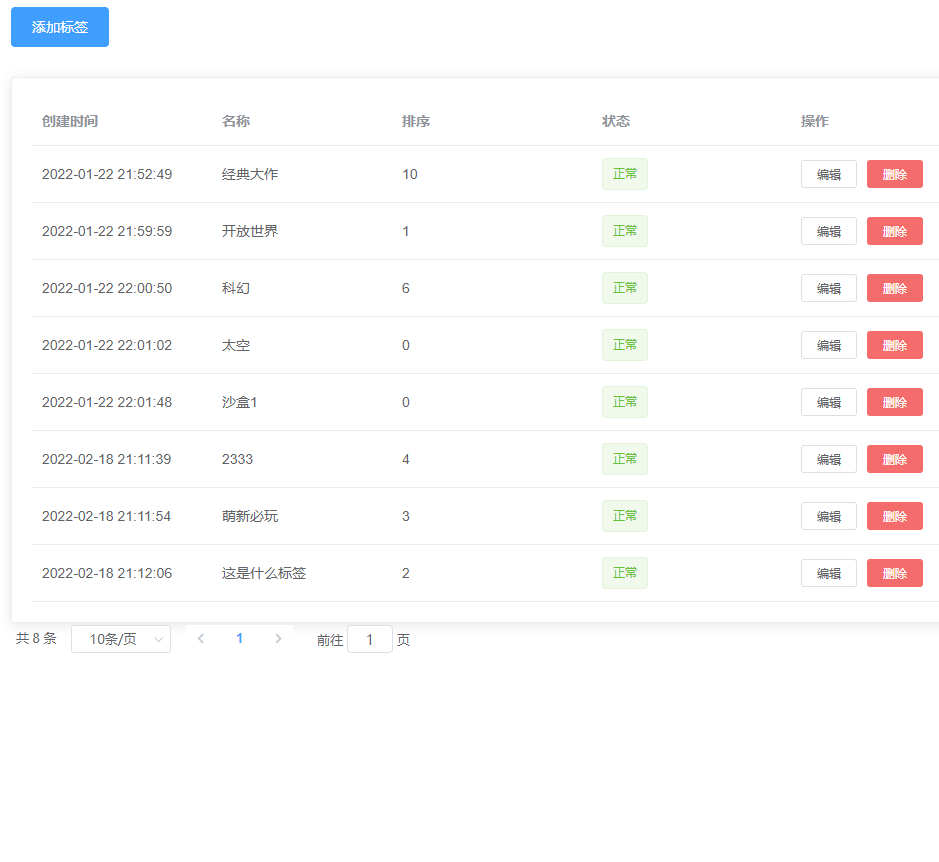 添加标签
创建时间 名称 排序 状态 操作
2022-01-22 21:52:49 经典大作 10 正常 编辑 删除
2022-01-22 21:59:59 开放世界 1 正常 编辑 删除
2022-01-22 22:00:50 科幻 6 正常 编辑 删除
2022-01-22 22:01:02 太空 0 正常 编辑 删除
2022-01-22 22:01:48 沙盒1 0 正常 编辑 删除
2022-02-18 21:11:39 2333 4 正常 编辑 删除
2022-02-18 21:11:54 萌新必玩 3 正常 编辑 删除
2022-02-18 21:12:06 这是什么标签 2 正常 编辑 删除
共 8 条 10条/页 1 前往 1 页